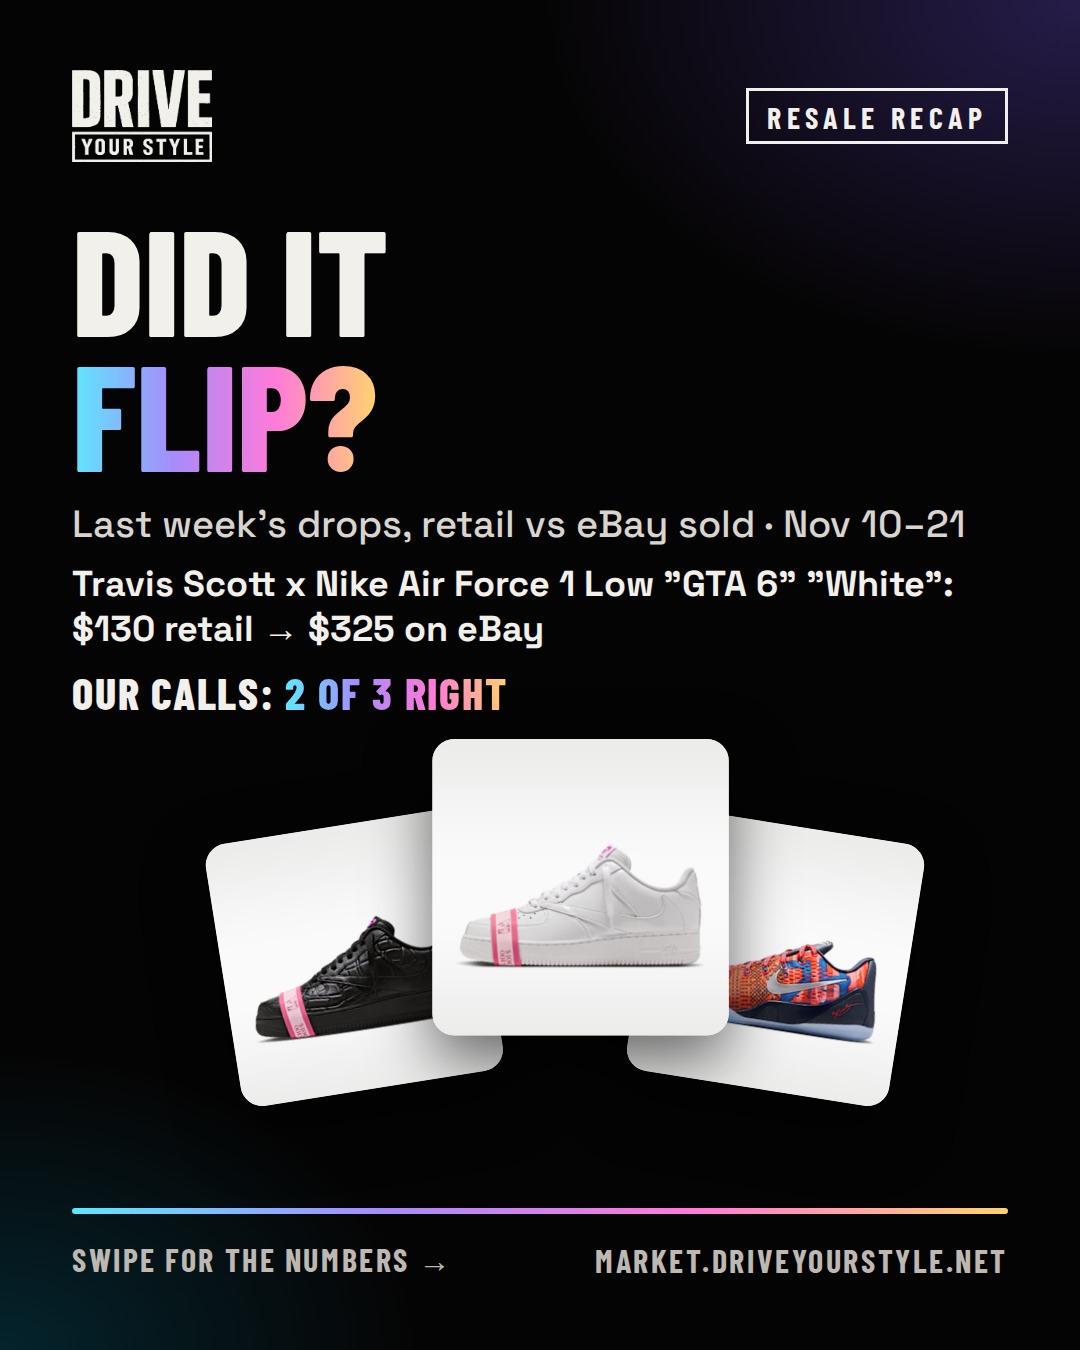 DRIVE
YOUR STYLE
RESALE RECAP
DID IT
FLIP?
Last week’s drops, retail vs eBay sold · Nov 10–21
Travis Scott x Nike Air Force 1 Low ”GTA 6” ”White”:
$130 retail → $325 on eBay
OUR CALLS: 2 OF 3 RIGHT
SWIPE FOR THE NUMBERS →
MARKET.DRIVEYOURSTYLE.NET